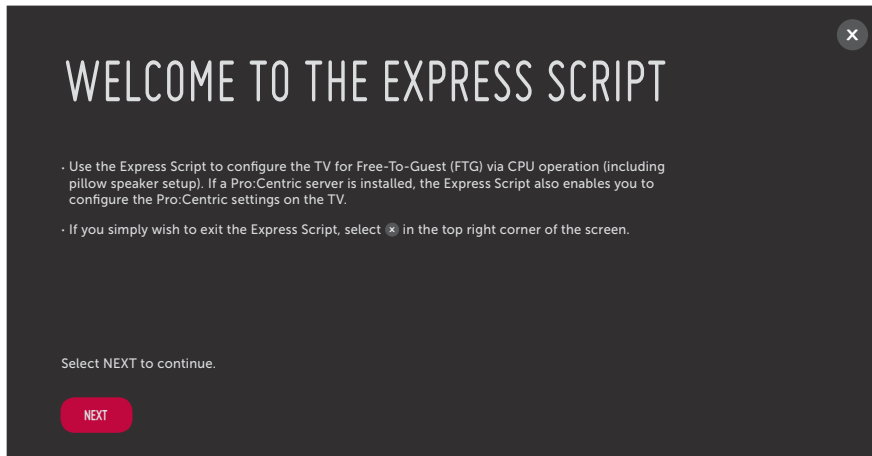 WELCOME TO THE EXPRESS SCRIPT
· Use the Express Script to configure the TV for Free-To-Guest (FTG) via CPU operation (including
pillow speaker setup). If a Pro:Centric server is installed, the Express Script also enables you to
configure the Pro:Centric settings on the TV.
· If you simply wish to exit the Express Script, select x in the top right corner of the screen.
Select NEXT to continue.
NEXT